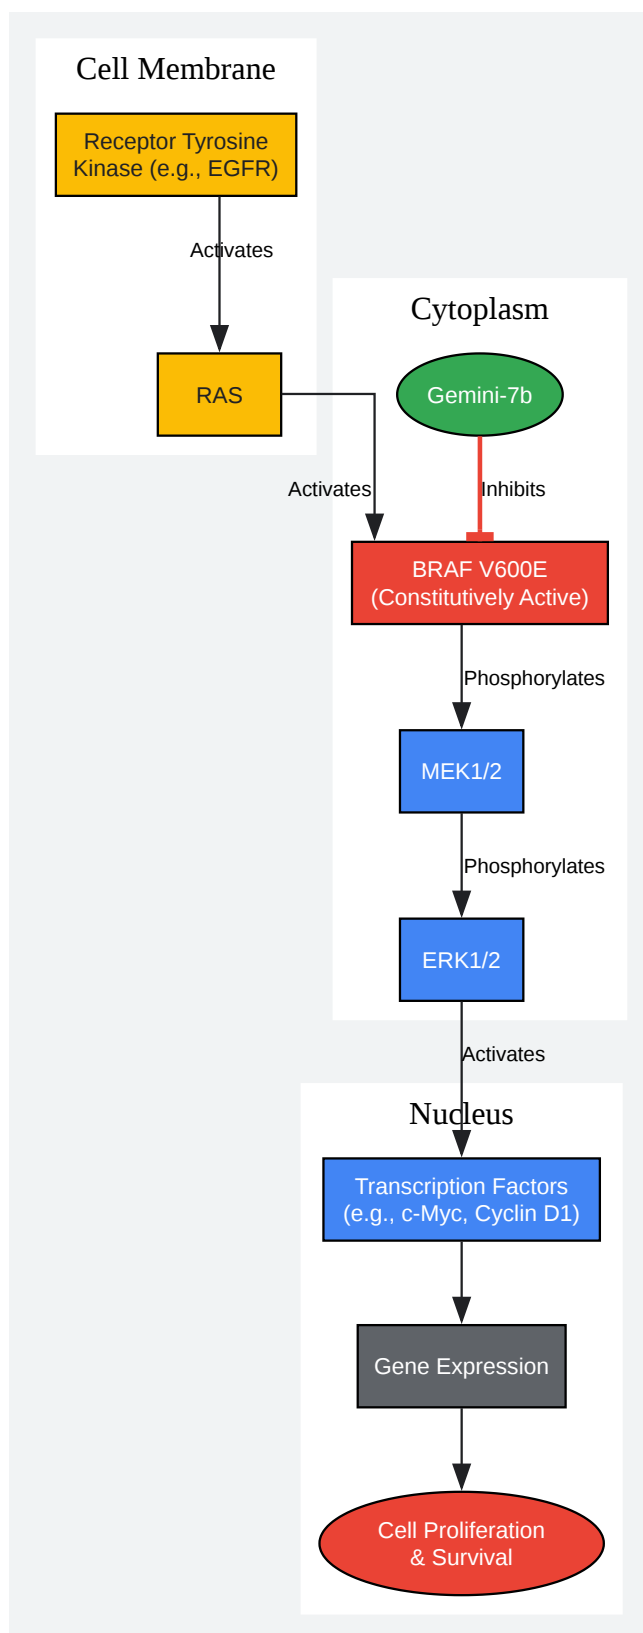 Cell Membrane
Receptor Tyrosine
Kinase (e.g., EGFR)
Activates
RAS
Cytoplasm
Gemini-7b
Activates
Inhibits
BRAF V600E
(Constitutively Active)
Phosphorylates
MEK1/2
Phosphorylates
ERK1/2
Activates
Nucleus
Transcription Factors
(e.g., c-Myc, Cyclin D1)
Gene Expression
Cell Proliferation
& Survival